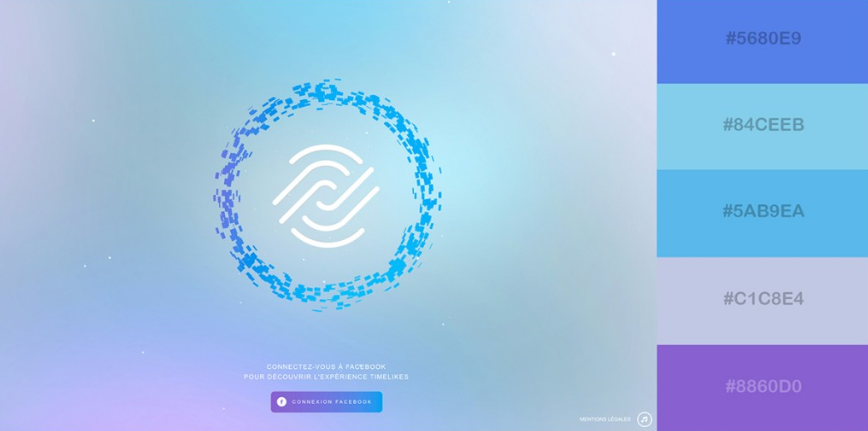 CONNECTEZ-VOUS À FACEBOOK
POUR DÉCOUVRIR L'EXPÉRIENCE TIMELIKES
f CONNEXION FACEBOOK
MENTIONS LÉGALES
#5680E9
#84CEEB
#5AB9EA
#C1C8E4
#8860D0